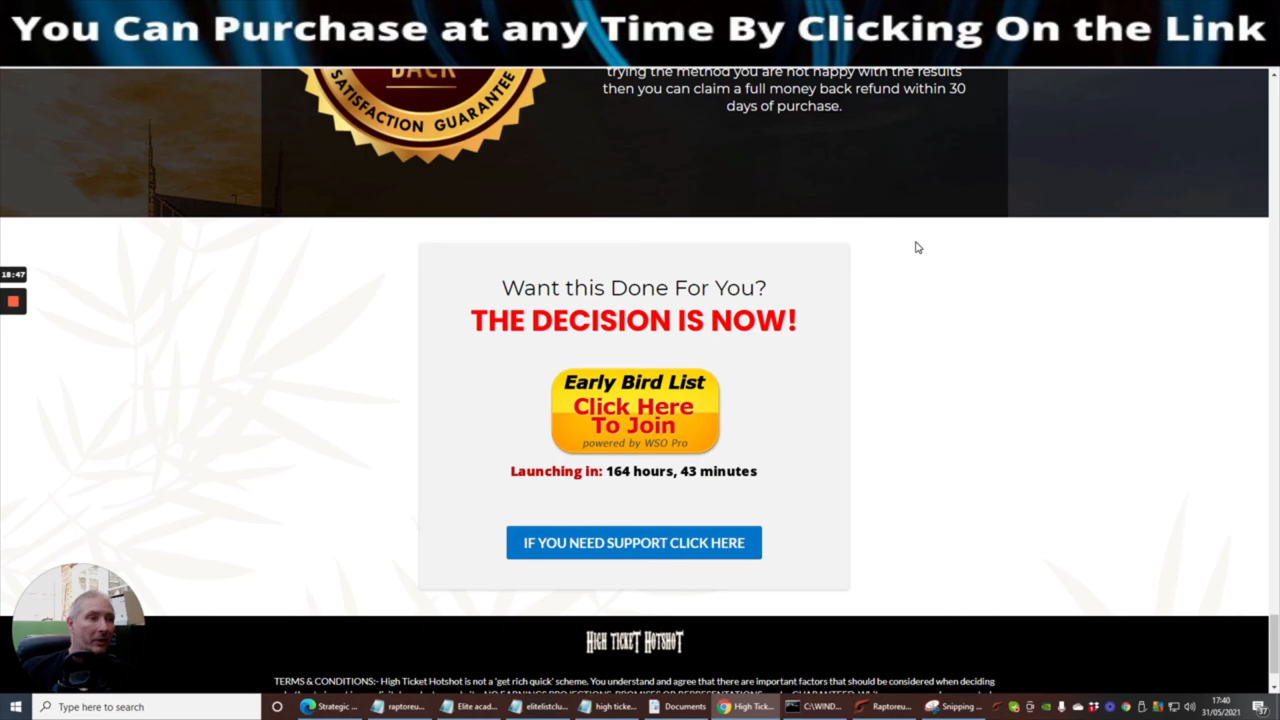 You Can Purchase at any Time By Clicking On the Link
BACK
SATISFACTION GUARANTEE
trying the method you are not happy with the results
then you can claim a full money back refund within 30
days of purchase.
18:47
Want this Done For You?
THE DECISION IS NOW!
Early Bird List
Click Here
To Join
powered by WSO Pro
Launching in: 164 hours, 43 minutes
IF YOU NEED SUPPORT CLICK HERE
HIGH TICKET HOTSHOT
TERMS & CONDITIONS:- High Ticket Hotshot is not a 'get rich quick' scheme. You understand and agree that there are important factors that should be considered when deciding
Type here to search
Strategic ...
raptoreu...
Elite acad...
elitelistclu...
high ticke...
Documents
High Tick...
C:\WIND...
Raptoreu...
Snipping ...
17:40
31/05/2021
37